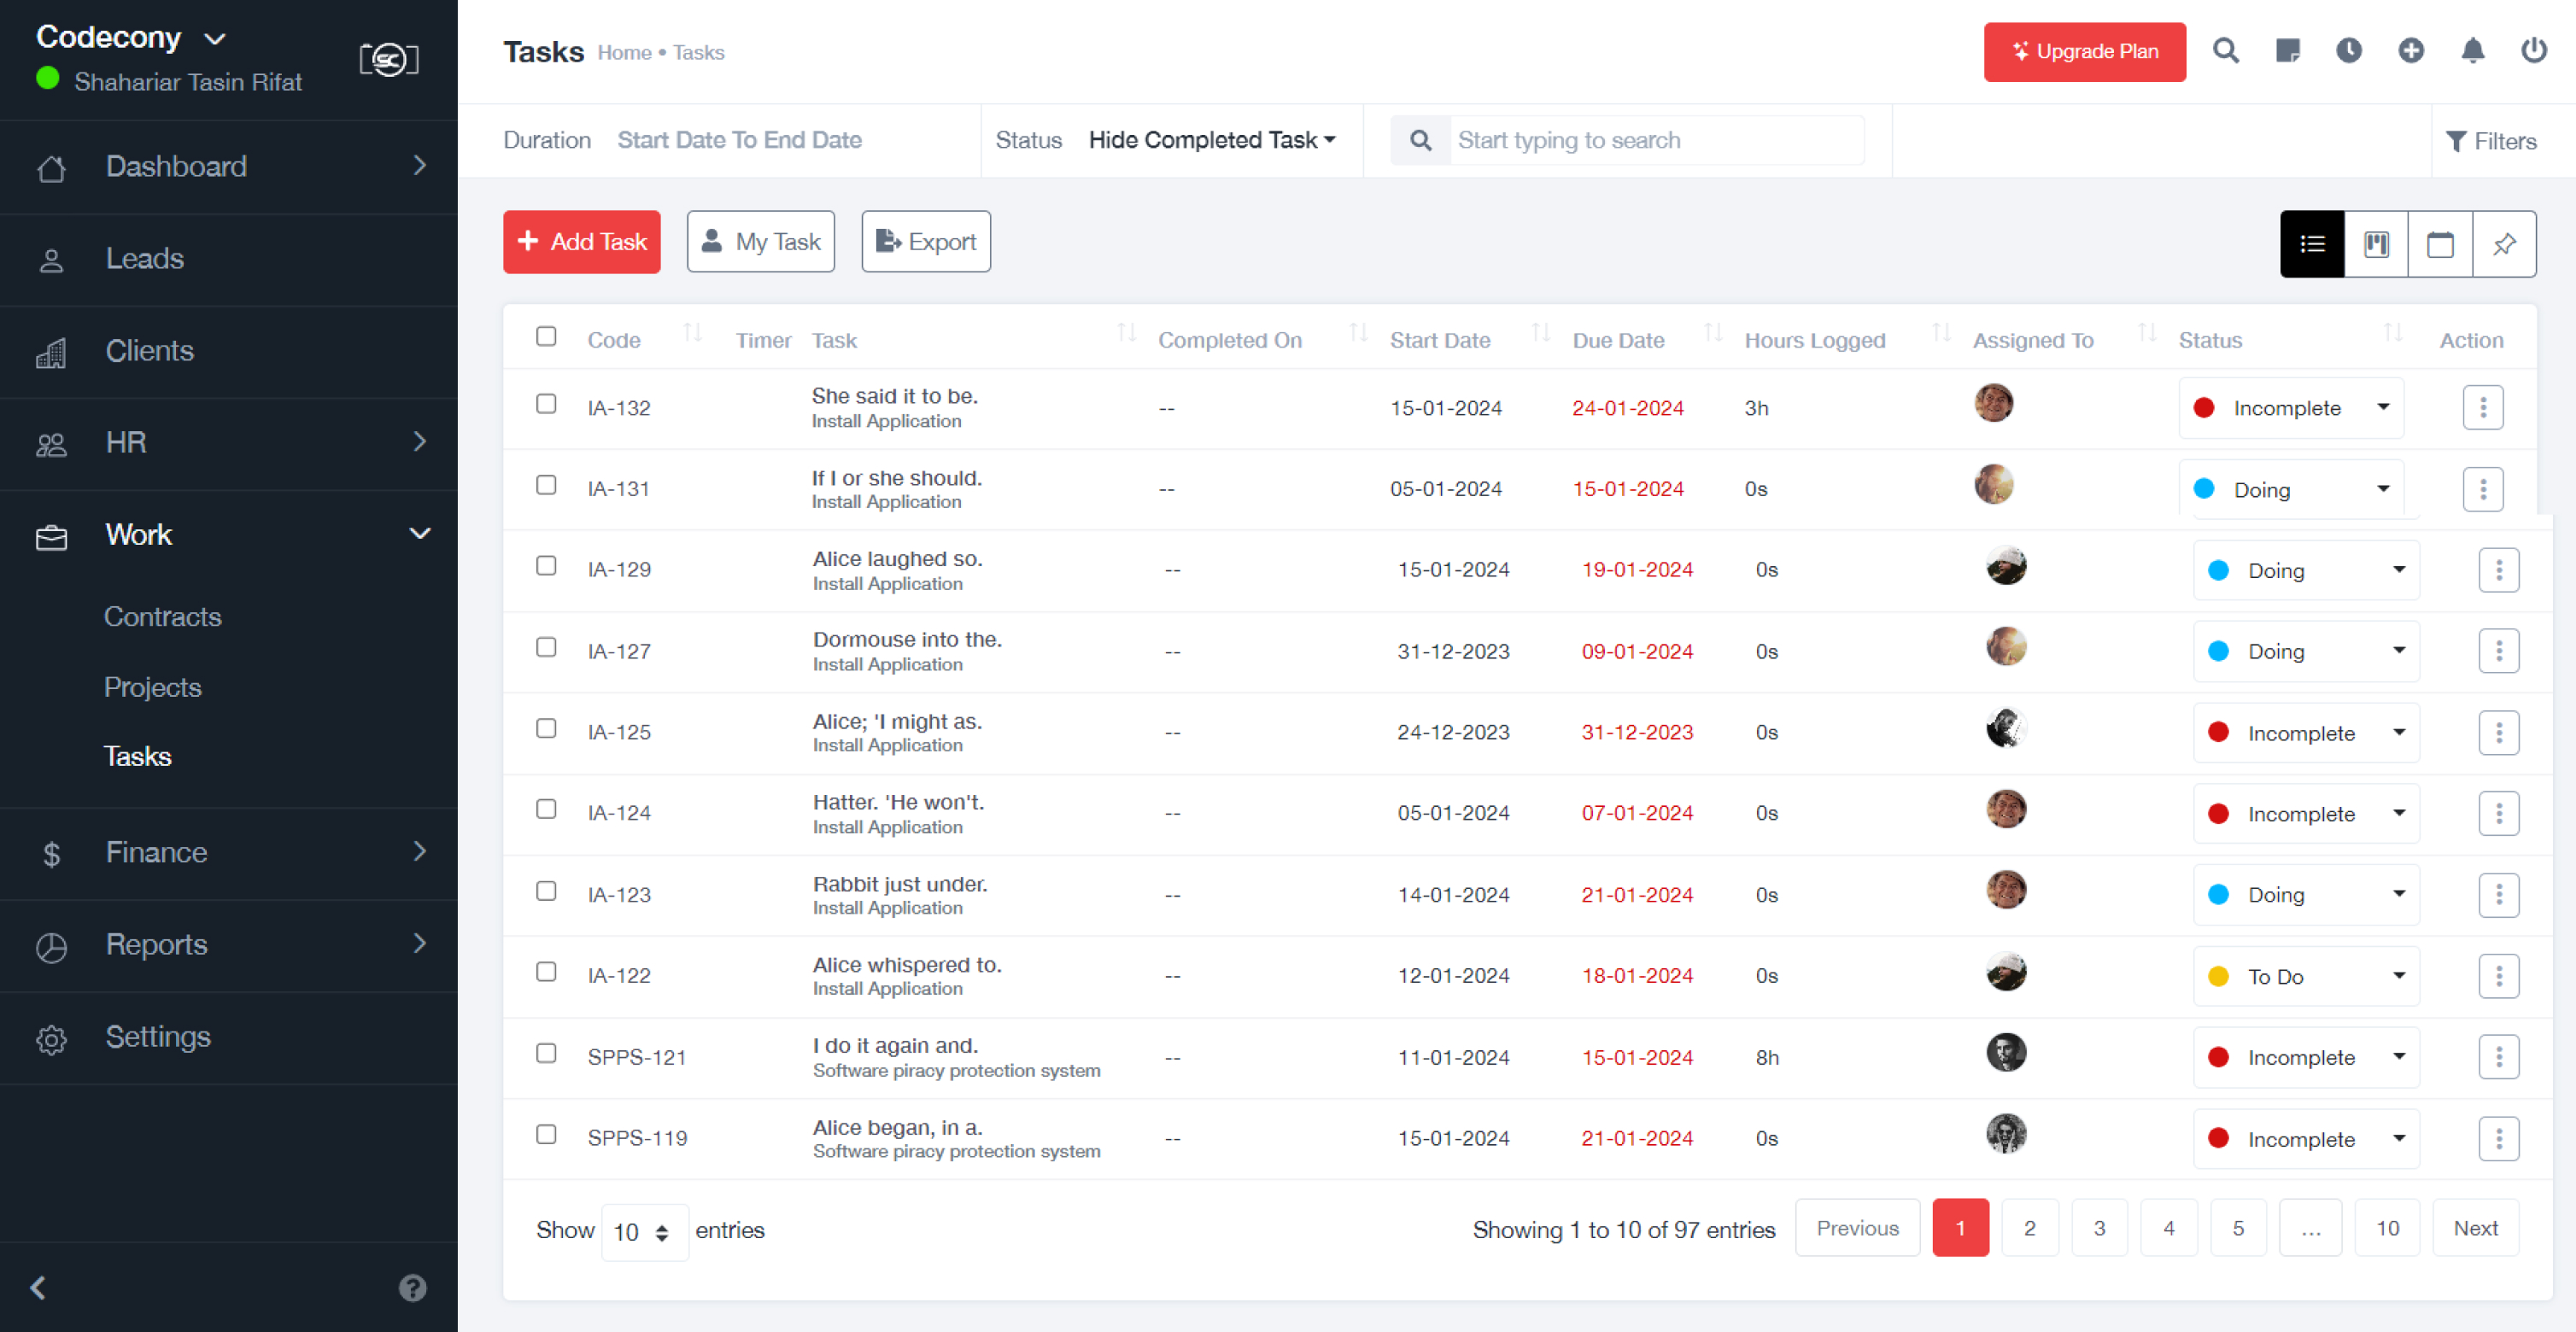 Codecony
Shahariar Tasin Rifat
SC
Dashboard
Leads
Clients
HR
Work
Contracts
Projects
Tasks
Finance
Reports
Settings
Tasks Home • Tasks
Upgrade Plan
Duration Start Date To End Date Status Hide Completed Task Start typing to search Filters
+ Add Task My Task Export
Code Timer Task Completed On Start Date Due Date Hours Logged Assigned To Status Action
IA-132 She said it to be. -- 15-01-2024 24-01-2024 3h Incomplete
Install Application
IA-131 If I or she should. -- 05-01-2024 15-01-2024 0s Doing
Install Application
IA-129 Alice laughed so. -- 15-01-2024 19-01-2024 0s Doing
Install Application
IA-127 Dormouse into the. -- 31-12-2023 09-01-2024 0s Doing
Install Application
IA-125 Alice; 'I might as. -- 24-12-2023 31-12-2023 0s Incomplete
Install Application
IA-124 Hatter. 'He won't. -- 05-01-2024 07-01-2024 0s Incomplete
Install Application
IA-123 Rabbit just under. -- 14-01-2024 21-01-2024 0s Doing
Install Application
IA-122 Alice whispered to. -- 12-01-2024 18-01-2024 0s To Do
Install Application
SPPS-121 I do it again and. -- 11-01-2024 15-01-2024 8h Incomplete
Software piracy protection system
SPPS-119 Alice began, in a. -- 15-01-2024 21-01-2024 0s Incomplete
Software piracy protection system
Show 10 entries Showing 1 to 10 of 97 entries Previous 1 2 3 4 5 ... 10 Next